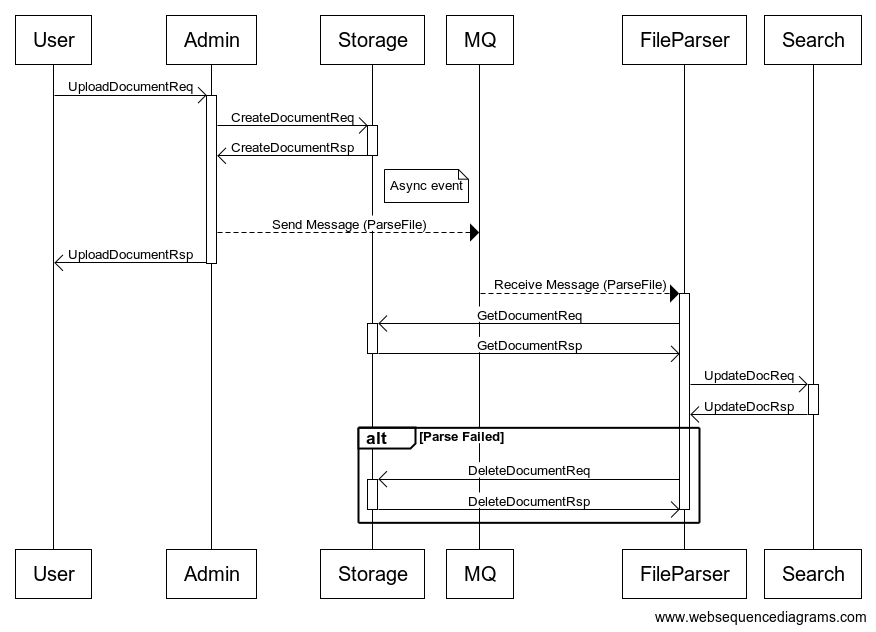 User Admin Storage MQ FileParser Search
UploadDocumentReq
CreateDocumentReq
CreateDocumentRsp
Async event
Send Message (ParseFile)
UploadDocumentRsp
Receive Message (ParseFile)
GetDocumentReq
GetDocumentRsp
UpdateDocReq
UpdateDocRsp
alt [Parse Failed]
DeleteDocumentReq
DeleteDocumentRsp
User Admin Storage MQ FileParser Search
www.websequencediagrams.com